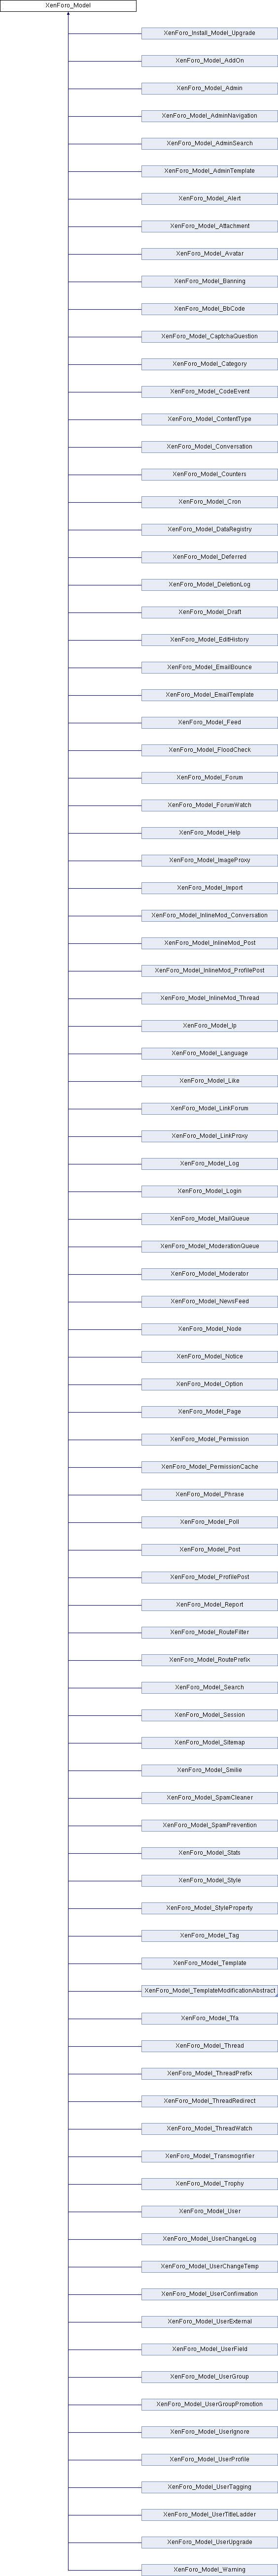 XenForo_Model
XenForo_Install_Model_Upgrade
XenForo_Model_AddOn
XenForo_Model_Admin
XenForo_Model_AdminNavigation
XenForo_Model_AdminSearch
XenForo_Model_AdminTemplate
XenForo_Model_Alert
XenForo_Model_Attachment
XenForo_Model_Avatar
XenForo_Model_Banning
XenForo_Model_BbCode
XenForo_Model_CaptchaQuestion
XenForo_Model_Category
XenForo_Model_CodeEvent
XenForo_Model_ContentType
XenForo_Model_Conversation
XenForo_Model_Counters
XenForo_Model_Cron
XenForo_Model_DataRegistry
XenForo_Model_Deferred
XenForo_Model_DeletionLog
XenForo_Model_Draft
XenForo_Model_EditHistory
XenForo_Model_EmailBounce
XenForo_Model_EmailTemplate
XenForo_Model_Feed
XenForo_Model_FloodCheck
XenForo_Model_Forum
XenForo_Model_ForumWatch
XenForo_Model_Help
XenForo_Model_ImageProxy
XenForo_Model_Import
XenForo_Model_InlineMod_Conversation
XenForo_Model_InlineMod_Post
XenForo_Model_InlineMod_ProfilePost
XenForo_Model_InlineMod_Thread
XenForo_Model_Ip
XenForo_Model_Language
XenForo_Model_Like
XenForo_Model_LinkForum
XenForo_Model_LinkProxy
XenForo_Model_Log
XenForo_Model_Login
XenForo_Model_MailQueue
XenForo_Model_ModerationQueue
XenForo_Model_Moderator
XenForo_Model_NewsFeed
XenForo_Model_Node
XenForo_Model_Notice
XenForo_Model_Option
XenForo_Model_Page
XenForo_Model_Permission
XenForo_Model_PermissionCache
XenForo_Model_Phrase
XenForo_Model_Poll
XenForo_Model_Post
XenForo_Model_ProfilePost
XenForo_Model_Report
XenForo_Model_RouteFilter
XenForo_Model_RoutePrefix
XenForo_Model_Search
XenForo_Model_Session
XenForo_Model_Sitemap
XenForo_Model_Smilie
XenForo_Model_SpamCleaner
XenForo_Model_SpamPrevention
XenForo_Model_Stats
XenForo_Model_Style
XenForo_Model_StyleProperty
XenForo_Model_Tag
XenForo_Model_Template
XenForo_Model_TemplateModificationAbstract
XenForo_Model_Tfa
XenForo_Model_Thread
XenForo_Model_ThreadPrefix
XenForo_Model_ThreadRedirect
XenForo_Model_ThreadWatch
XenForo_Model_Transmogrifier
XenForo_Model_Trophy
XenForo_Model_User
XenForo_Model_UserChangeLog
XenForo_Model_UserChangeTemp
XenForo_Model_UserConfirmation
XenForo_Model_UserExternal
XenForo_Model_UserField
XenForo_Model_UserGroup
XenForo_Model_UserGroupPromotion
XenForo_Model_UserIgnore
XenForo_Model_UserProfile
XenForo_Model_UserTagging
XenForo_Model_UserTitleLadder
XenForo_Model_UserUpgrade
XenForo_Model_Warning